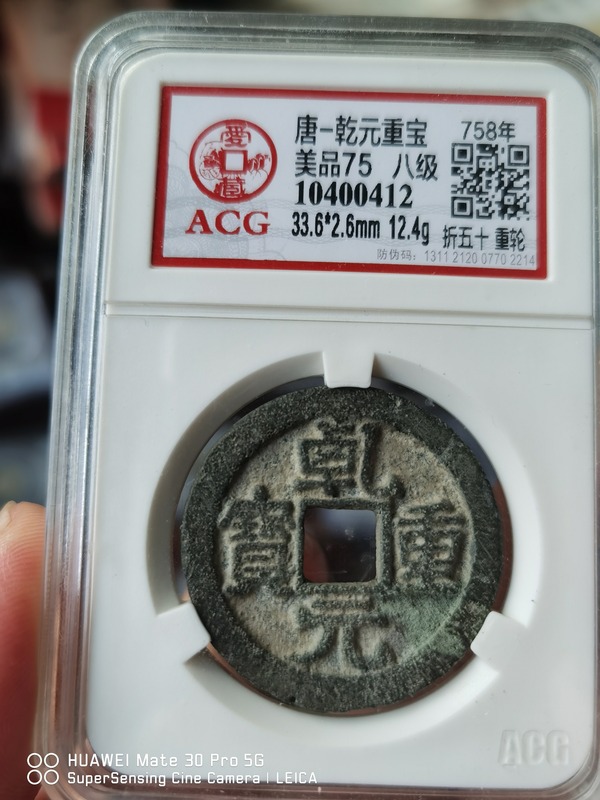 愛藏
ACG
唐-乾元重宝 758年
美品75 八级
10400412
33.6*2.6mm 12.4g 折五十 重轮
防伪码: 1311 2120 0770 2214
乾元重寶
ACG
HUAWEI Mate 30 Pro 5G
SuperSensing Cine Camera | LEICA